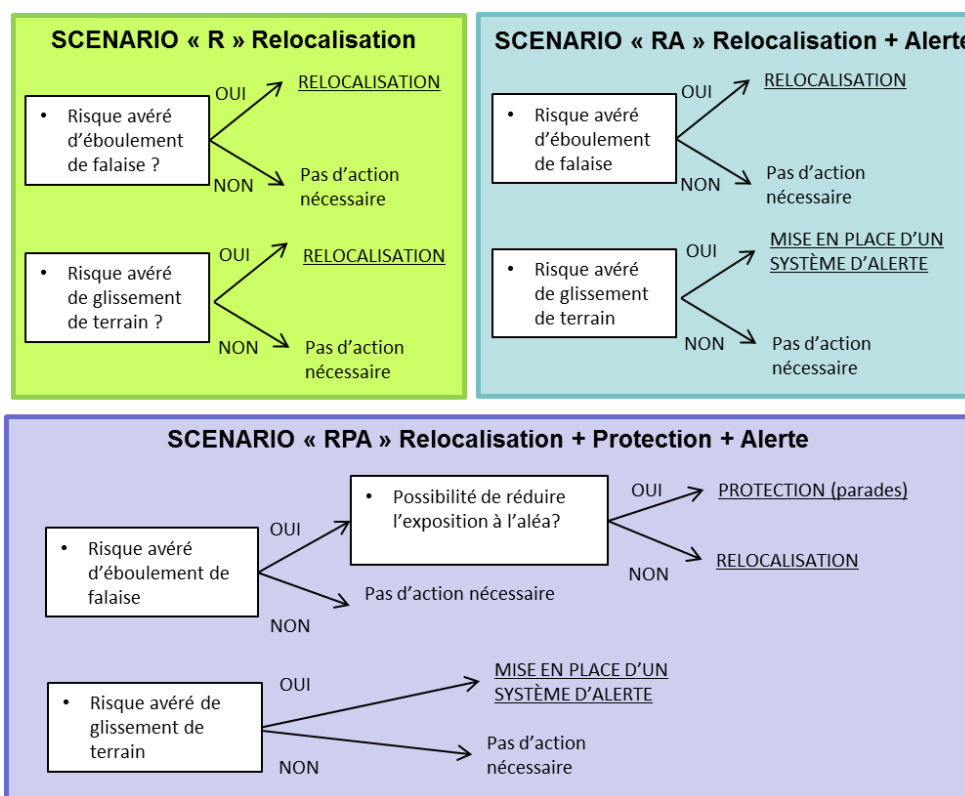 SCENARIO « R » Relocalisation
OUI
RELOCALISATION
• Risque avéré
d'éboulement
de falaise ?
NON
Pas d'action
nécessaire
OUI
RELOCALISATION
• Risque avéré
de glissement
de terrain ?
NON
Pas d'action
nécessaire
SCENARIO « RA » Relocalisation + Alerte
OUI
RELOCALISATION
• Risque avéré
d'éboulement
de falaise
NON
Pas d'action
nécessaire
OUI
MISE EN PLACE D'UN
SYSTÈME D'ALERTE
• Risque avéré
de glissement
de terrain
NON
Pas d'action
nécessaire
SCENARIO « RPA » Relocalisation + Protection + Alerte
• Risque avéré
d'éboulement de
falaise
OUI
• Possibilité de réduire
l'exposition à l'aléa?
OUI
PROTECTION (parades)
NON
RELOCALISATION
NON
Pas d'action nécessaire
• Risque avéré de
glissement de
terrain
OUI
MISE EN PLACE D'UN
SYSTÈME D'ALERTE
NON
Pas d'action
nécessaire